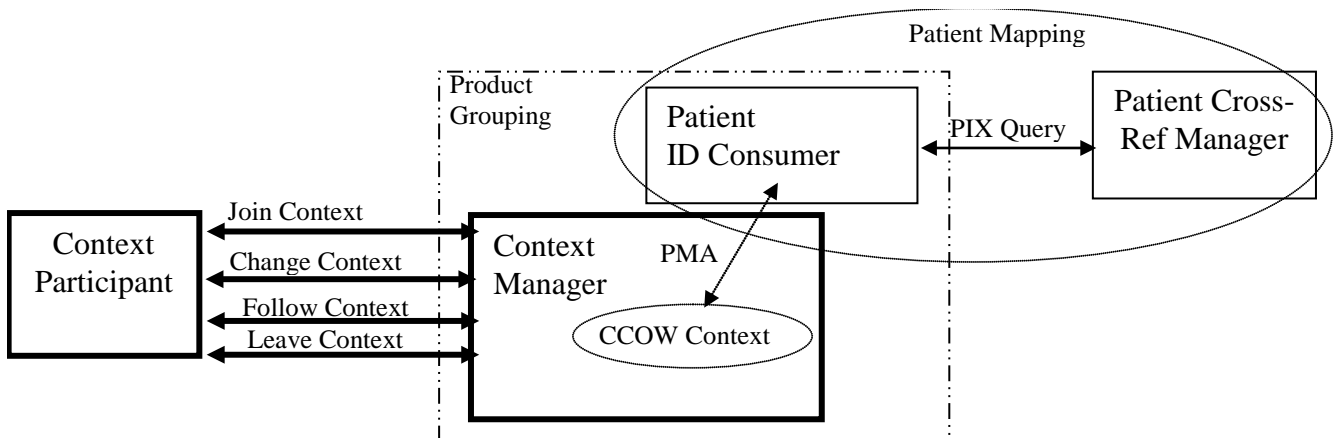 Patient Mapping
Product
Grouping
Patient
ID Consumer
PIX Query
Patient Cross-
Ref Manager
Context
Participant
Join Context
Change Context
Follow Context
Leave Context
Context
Manager
PMA
CCOW Context